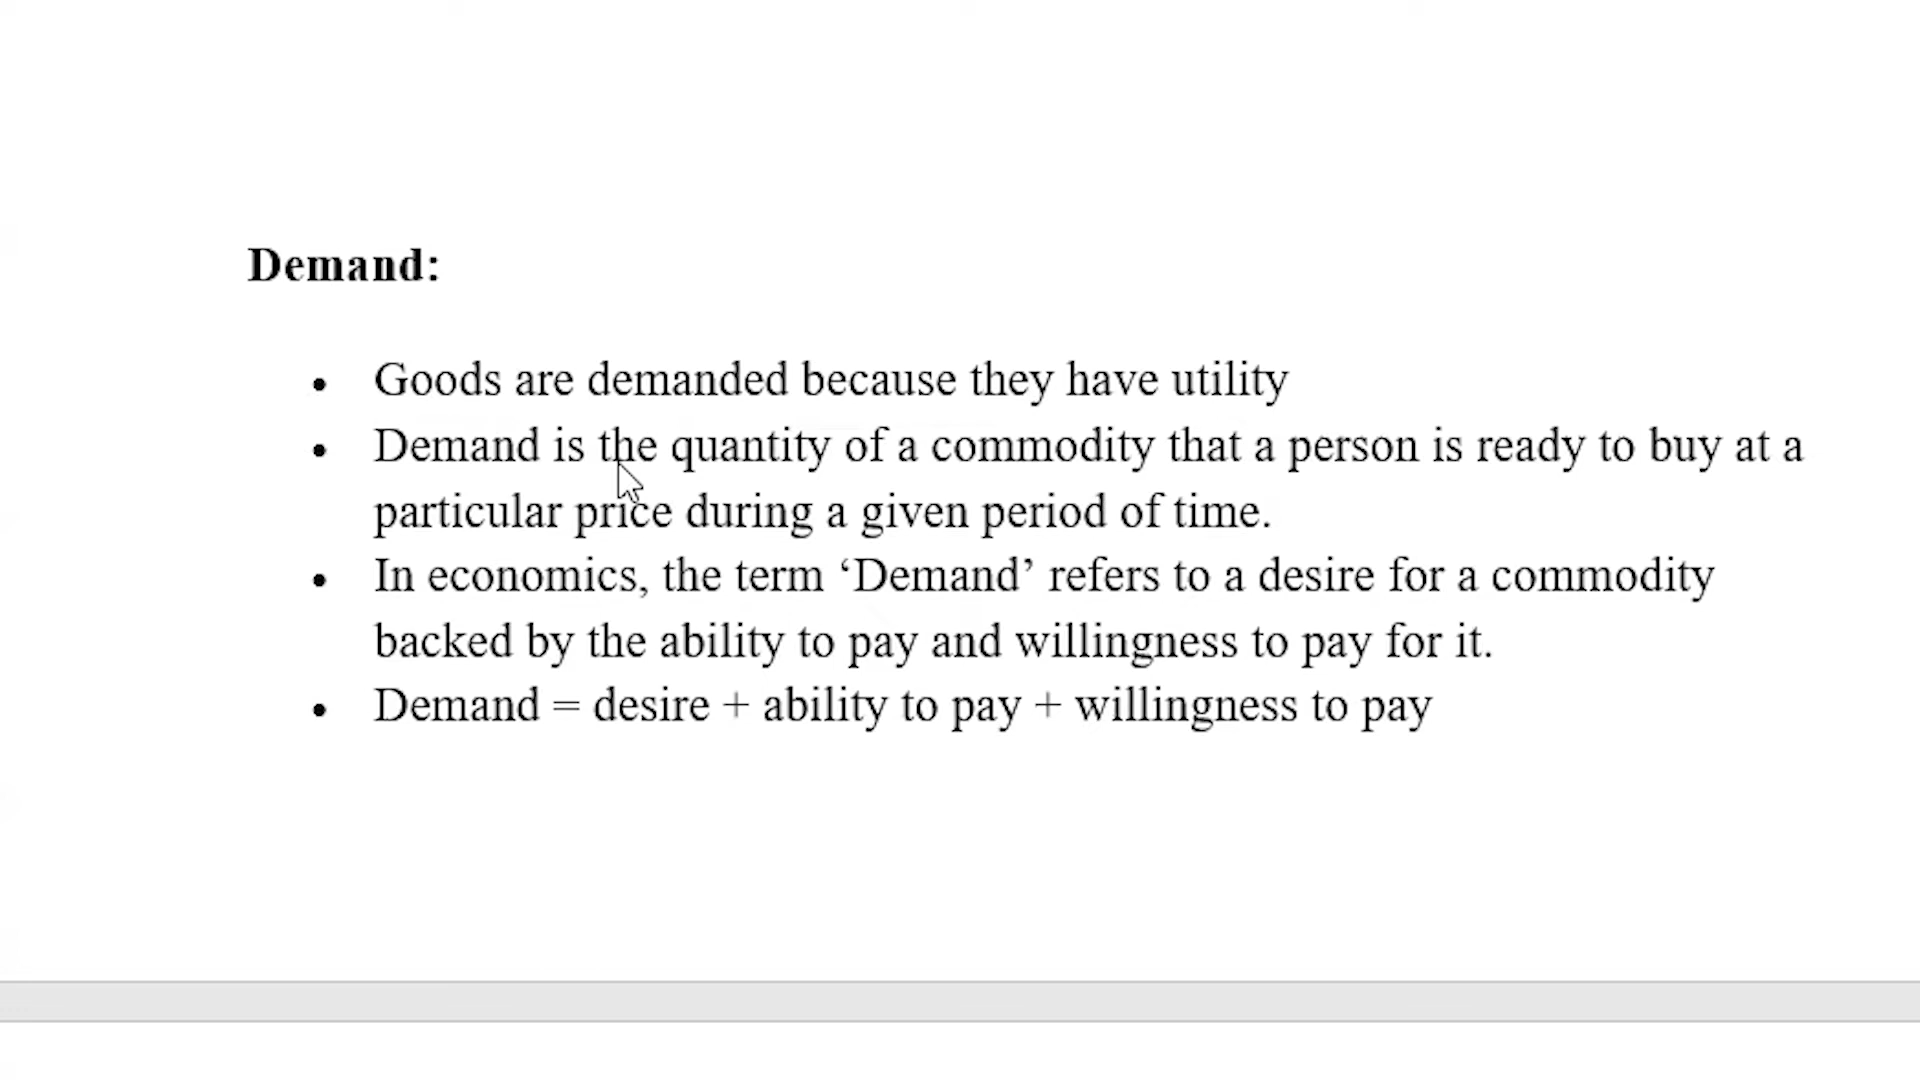 Demand:
• Goods are demanded because they have utility
• Demand is the quantity of a commodity that a person is ready to buy at a
particular price during a given period of time.
• In economics, the term ‘Demand’ refers to a desire for a commodity
backed by the ability to pay and willingness to pay for it.
• Demand = desire + ability to pay + willingness to pay